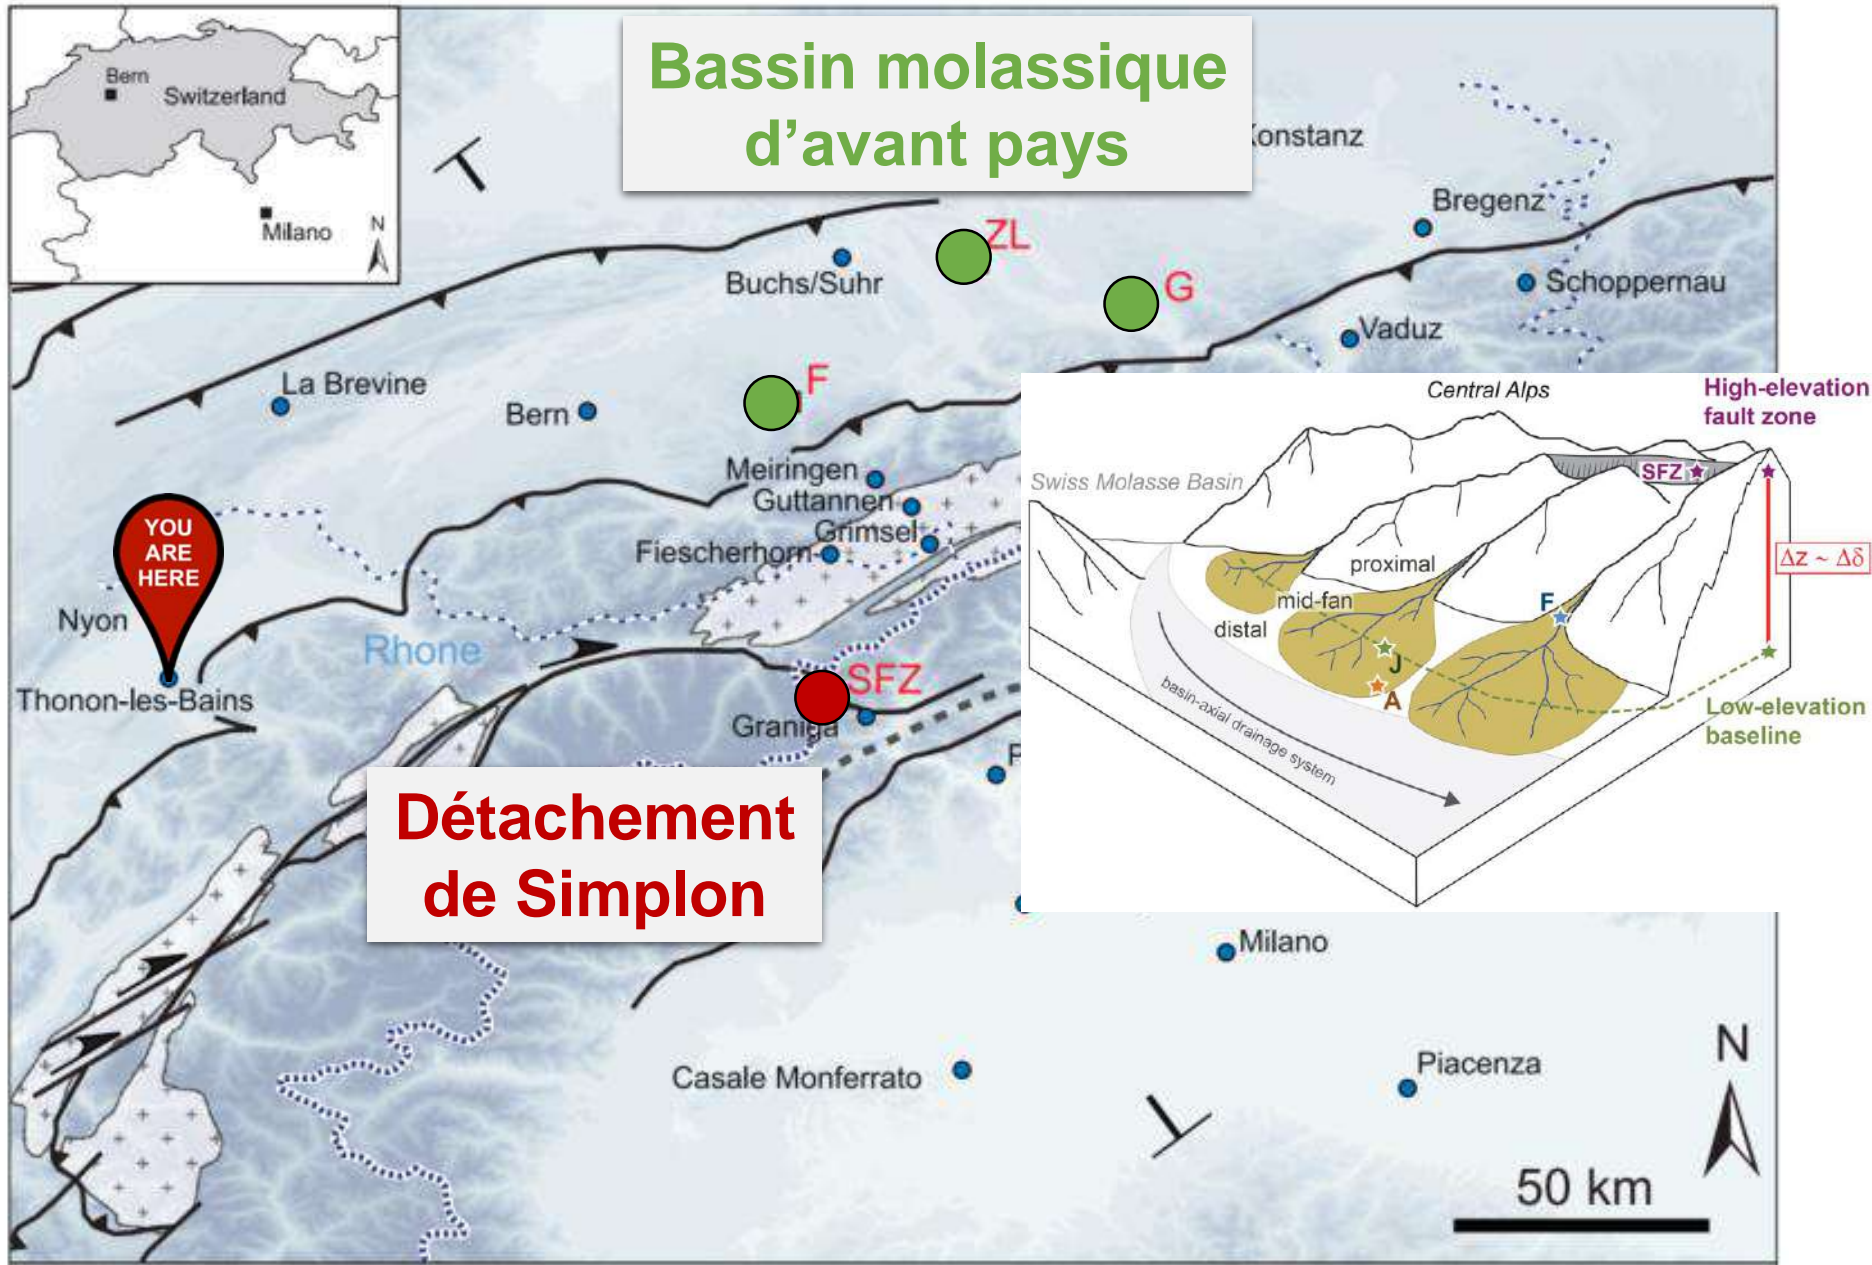 Bern
Switzerland
Milano
N
Bassin molassique
d’avant pays
Konstanz
Bregenz
ZL
Buchs/Suhr
G
Schoppernau
Vaduz
La Brevine
F
Bern
Meiringen
Guttannen
Grimsel
Fiescherhorn
YOU
ARE
HERE
Nyon
Rhone
Thonon-les-Bains
SFZ
Graniga
P
Détachement
de Simplon
Central Alps
High-elevation
fault zone
Swiss Molasse Basin
SFZ
proximal
Δz ~ Δδ
mid-fan
F
distal
J
A
basin-axial drainage system
Low-elevation
baseline
Milano
Casale Monferrato
Piacenza
N
50 km